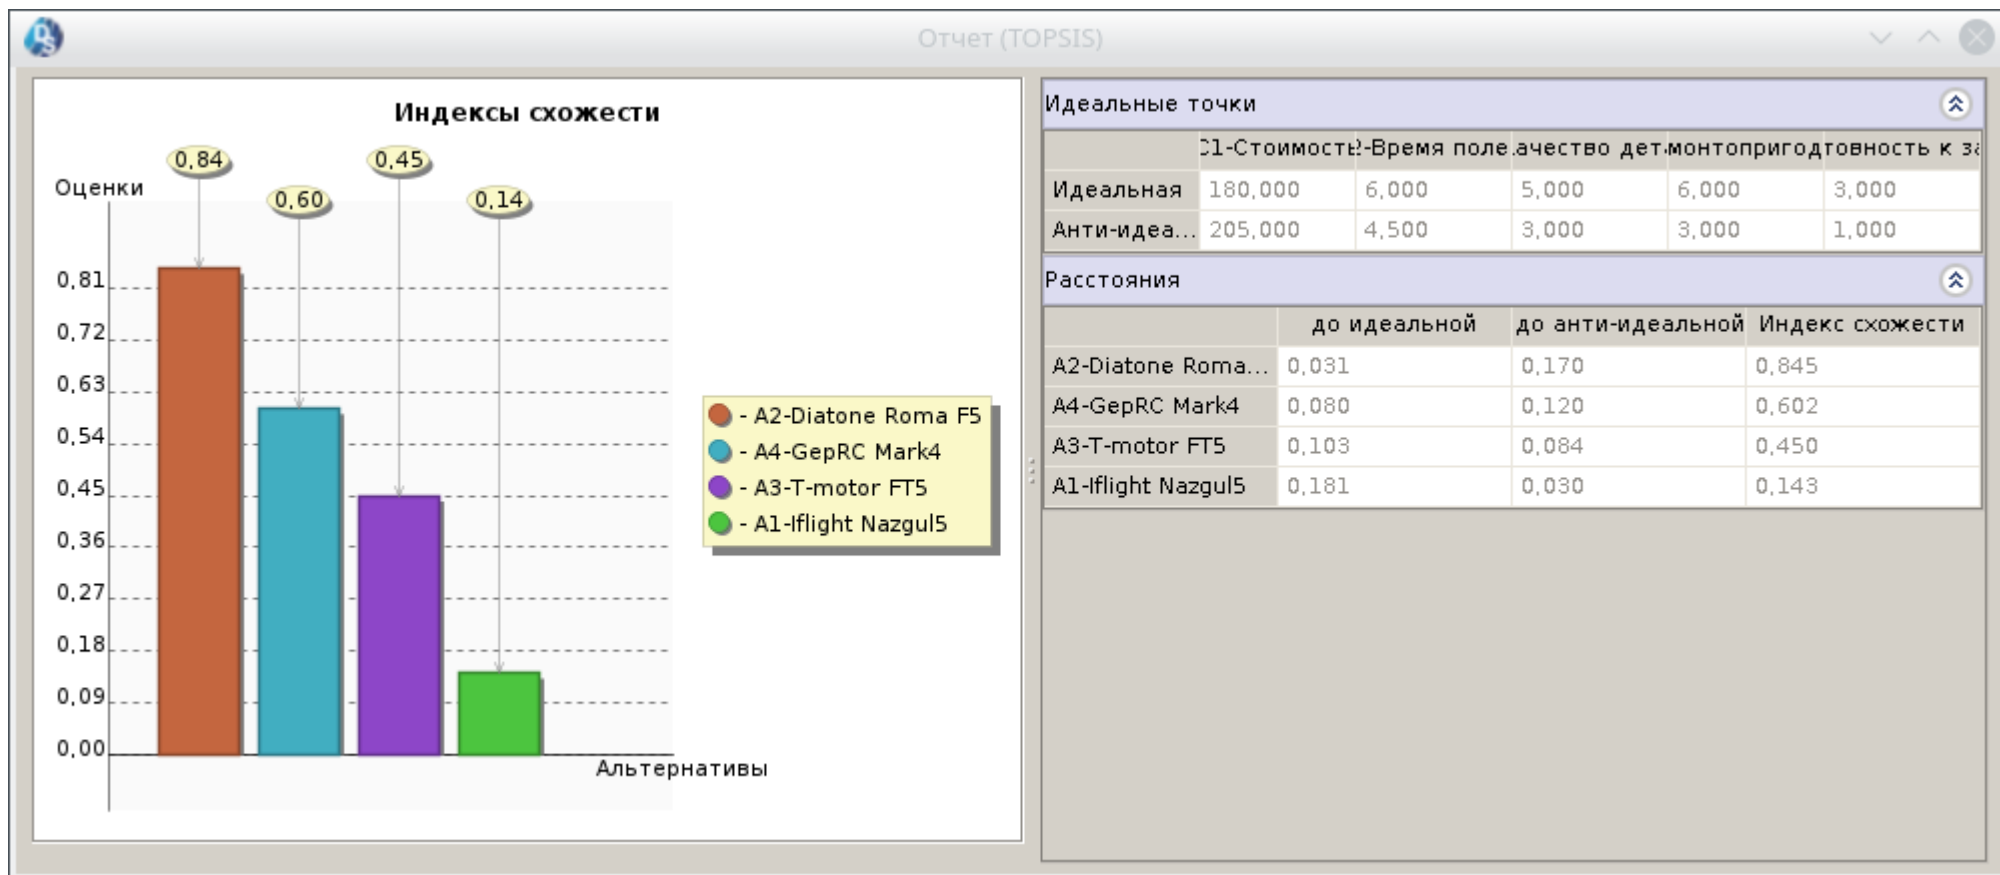 Отчет (TOPSIS)
Индексы схожести
0,84
0,45
0,60
0,14
Оценки
0,81
0,72
0,63
0,54
0,45
0,36
0,27
0,18
0,09
0,00
Альтернативы
- A2-Diatone Roma F5
- A4-GepRC Mark4
- A3-T-motor FT5
- A1-Iflight Nazgul5
Идеальные точки
C1-Стоимость 2-Время поле ачество дет монтопригод товность к за
Идеальная 180,000 6,000 5,000 6,000 3,000
Анти-идеа... 205,000 4,500 3,000 3,000 1,000
Расстояния
до идеальной до анти-идеальной Индекс схожести
A2-Diatone Roma... 0,031 0,170 0,845
A4-GepRC Mark4 0,080 0,120 0,602
A3-T-motor FT5 0,103 0,084 0,450
A1-Iflight Nazgul5 0,181 0,030 0,143